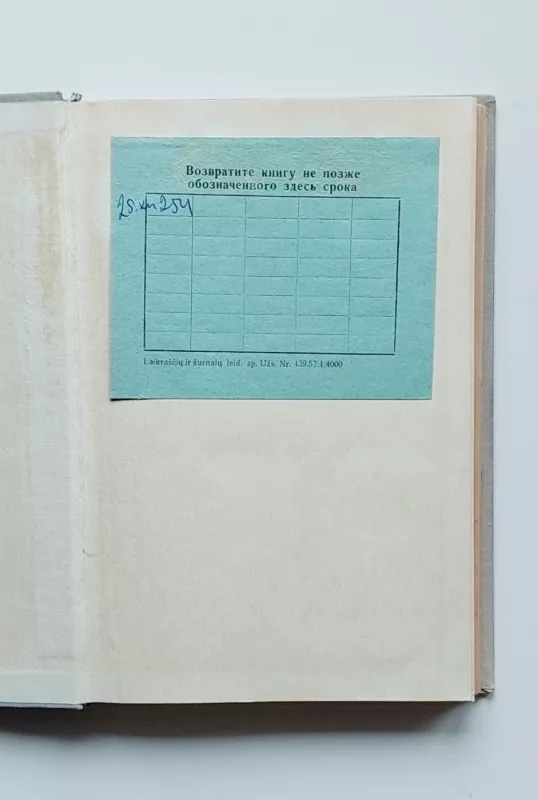 Возвратите книгу не позже
обозначенного здесь срока
Laikraščių ir žurnalų leid. sp. Užs. Nr. 439.57.I.4000